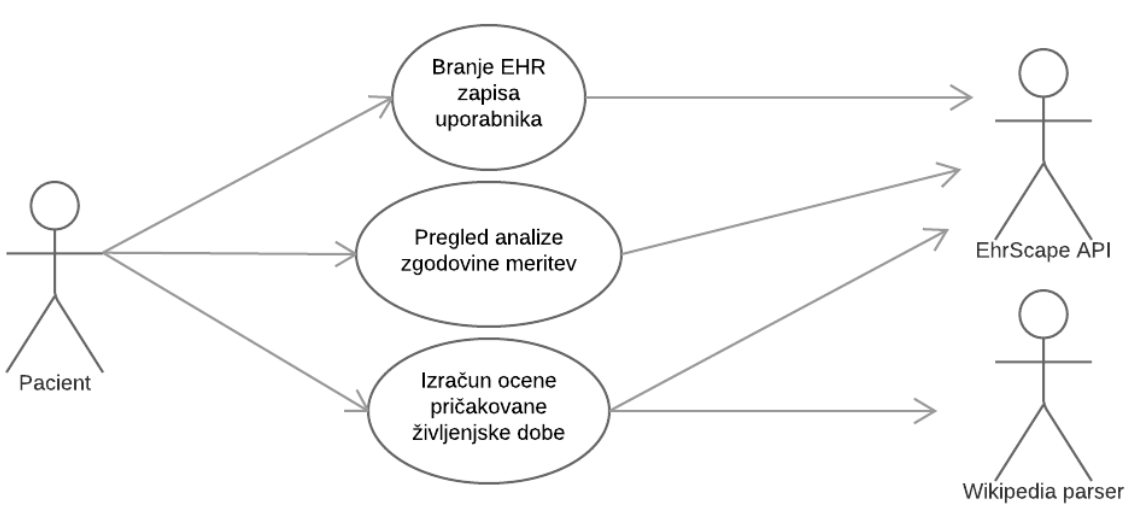 Branje EHR
zapisa
uporabnika
Pregled analize
zgodovine meritev
EhrScape API
Pacient
Izračun ocene
pričakovane
življenjske dobe
Wikipedia parser